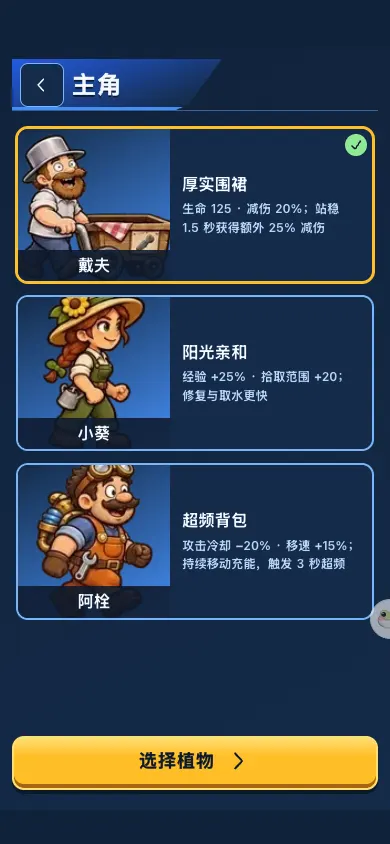 主角
厚实围裙
生命 125 · 减伤 20%；站稳
1.5 秒获得额外 25% 减伤
戴夫
阳光亲和
经验 +25% · 拾取范围 +20；
修复与取水更快
小葵
超频背包
攻击冷却 −20% · 移速 +15%；
持续移动充能，触发 3 秒超频
阿栓
选择植物